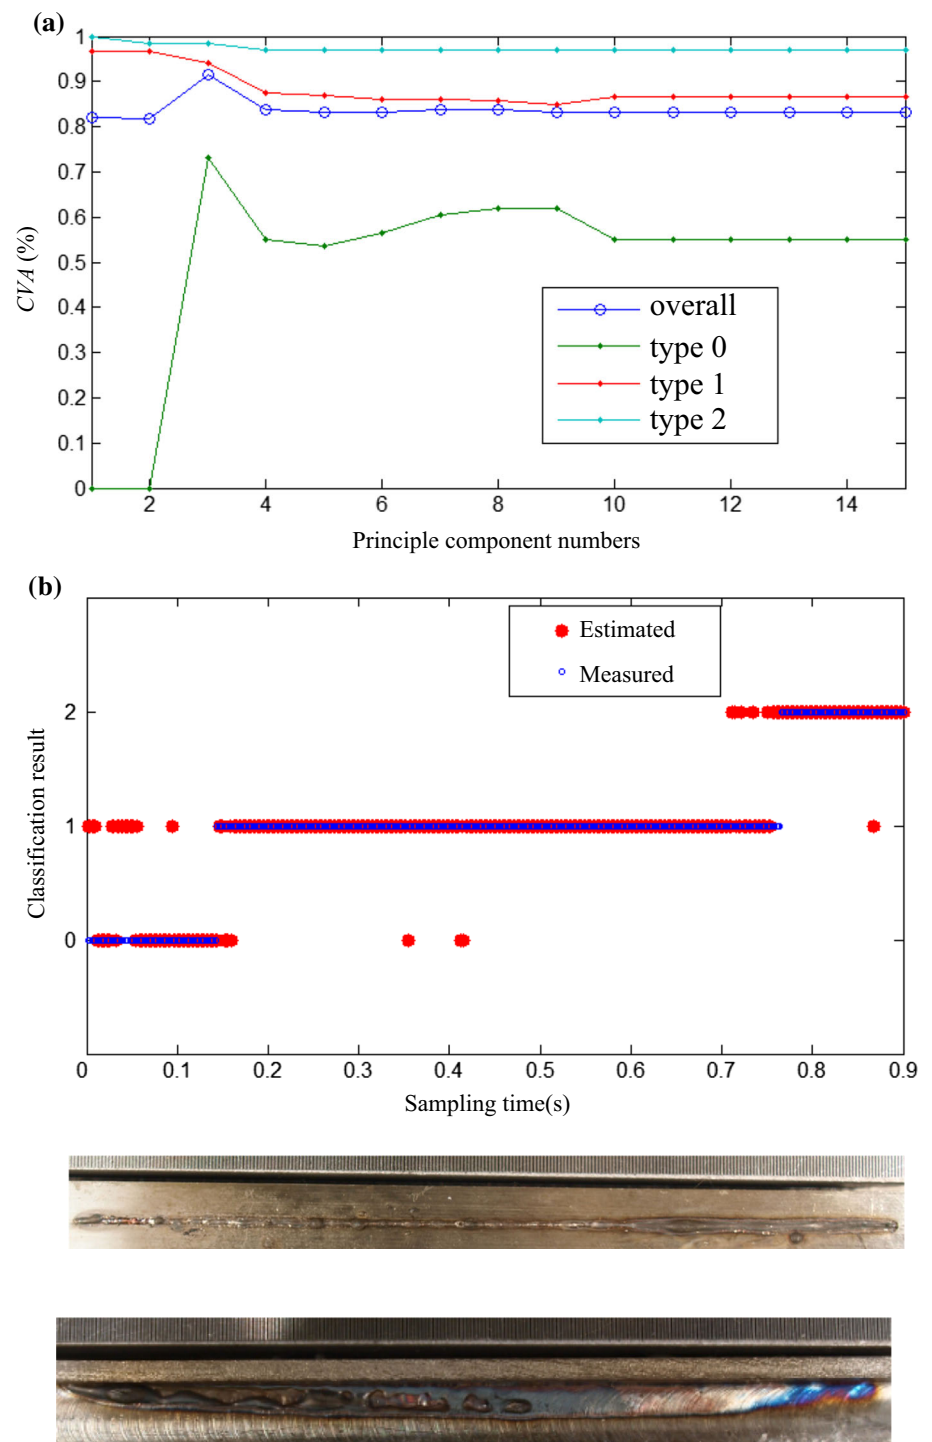 (a)
1
0.9
0.8
0.7
0.6
0.5
0.4
0.3
0.2
0.1
0
CVA (%)
overall
type 0
type 1
type 2
2 4 6 8 10 12 14
Principle component numbers
(b)
2
1
0
Classification result
Estimated
Measured
0 0.1 0.2 0.3 0.4 0.5 0.6 0.7 0.8 0.9
Sampling time(s)